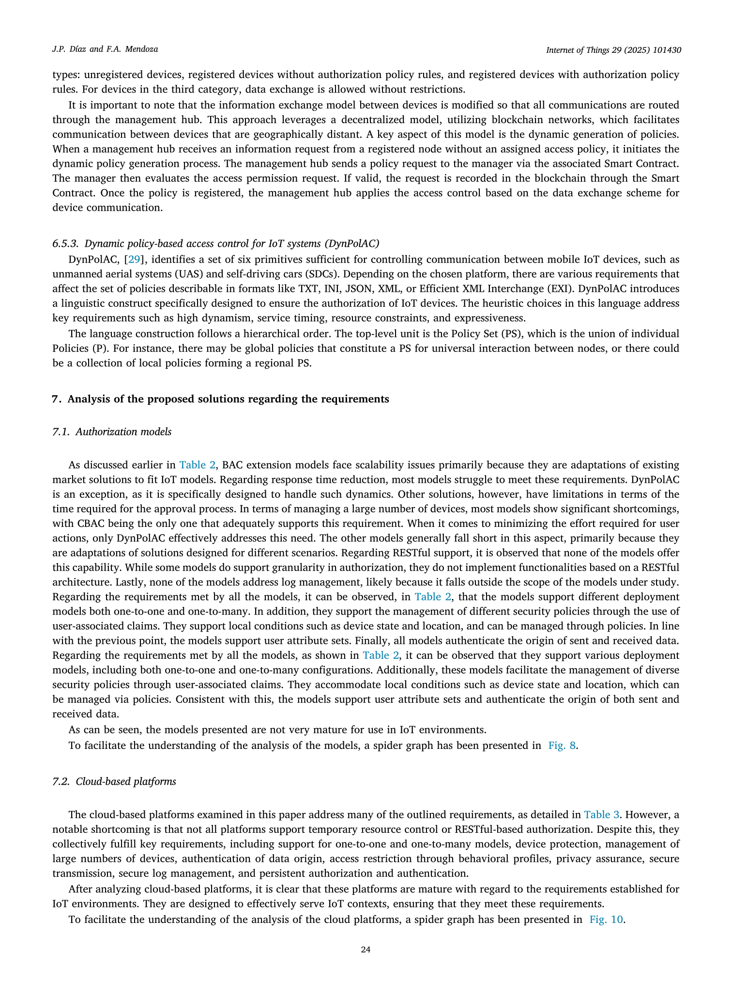 J.P. Díaz and F.A. Mendoza
Internet of Things 29 (2025) 101430
types: unregistered devices, registered devices without authorization policy rules, and registered devices with authorization policy
rules. For devices in the third category, data exchange is allowed without restrictions.
It is important to note that the information exchange model between devices is modified so that all communications are routed
through the management hub. This approach leverages a decentralized model, utilizing blockchain networks, which facilitates
communication between devices that are geographically distant. A key aspect of this model is the dynamic generation of policies.
When a management hub receives an information request from a registered node without an assigned access policy, it initiates the
dynamic policy generation process. The management hub sends a policy request to the manager via the associated Smart Contract.
The manager then evaluates the access permission request. If valid, the request is recorded in the blockchain through the Smart
Contract. Once the policy is registered, the management hub applies the access control based on the data exchange scheme for
device communication.
6.5.3. Dynamic policy-based access control for IoT systems (DynPolAC)
DynPolAC, [29], identifies a set of six primitives sufficient for controlling communication between mobile IoT devices, such as
unmanned aerial systems (UAS) and self-driving cars (SDCs). Depending on the chosen platform, there are various requirements that
affect the set of policies describable in formats like TXT, INI, JSON, XML, or Efficient XML Interchange (EXI). DynPolAC introduces
a linguistic construct specifically designed to ensure the authorization of IoT devices. The heuristic choices in this language address
key requirements such as high dynamism, service timing, resource constraints, and expressiveness.
The language construction follows a hierarchical order. The top-level unit is the Policy Set (PS), which is the union of individual
Policies (P). For instance, there may be global policies that constitute a PS for universal interaction between nodes, or there could
be a collection of local policies forming a regional PS.
7. Analysis of the proposed solutions regarding the requirements
7.1. Authorization models
As discussed earlier in Table 2, BAC extension models face scalability issues primarily because they are adaptations of existing
market solutions to fit IoT models. Regarding response time reduction, most models struggle to meet these requirements. DynPolAC
is an exception, as it is specifically designed to handle such dynamics. Other solutions, however, have limitations in terms of the
time required for the approval process. In terms of managing a large number of devices, most models show significant shortcomings,
with CBAC being the only one that adequately supports this requirement. When it comes to minimizing the effort required for user
actions, only DynPolAC effectively addresses this need. The other models generally fall short in this aspect, primarily because they
are adaptations of solutions designed for different scenarios. Regarding RESTful support, it is observed that none of the models offer
this capability. While some models do support granularity in authorization, they do not implement functionalities based on a RESTful
architecture. Lastly, none of the models address log management, likely because it falls outside the scope of the models under study.
Regarding the requirements met by all the models, it can be observed, in Table 2, that the models support different deployment
models both one-to-one and one-to-many. In addition, they support the management of different security policies through the use of
user-associated claims. They support local conditions such as device state and location, and can be managed through policies. In line
with the previous point, the models support user attribute sets. Finally, all models authenticate the origin of sent and received data.
Regarding the requirements met by all the models, as shown in Table 2, it can be observed that they support various deployment
models, including both one-to-one and one-to-many configurations. Additionally, these models facilitate the management of diverse
security policies through user-associated claims. They accommodate local conditions such as device state and location, which can
be managed via policies. Consistent with this, the models support user attribute sets and authenticate the origin of both sent and
received data.
As can be seen, the models presented are not very mature for use in IoT environments.
To facilitate the understanding of the analysis of the models, a spider graph has been presented in Fig. 8.
7.2. Cloud-based platforms
The cloud-based platforms examined in this paper address many of the outlined requirements, as detailed in Table 3. However, a
notable shortcoming is that not all platforms support temporary resource control or RESTful-based authorization. Despite this, they
collectively fulfill key requirements, including support for one-to-one and one-to-many models, device protection, management of
large numbers of devices, authentication of data origin, access restriction through behavioral profiles, privacy assurance, secure
transmission, secure log management, and persistent authorization and authentication.
After analyzing cloud-based platforms, it is clear that these platforms are mature with regard to the requirements established for
IoT environments. They are designed to effectively serve IoT contexts, ensuring that they meet these requirements.
To facilitate the understanding of the analysis of the cloud platforms, a spider graph has been presented in Fig. 10.
24